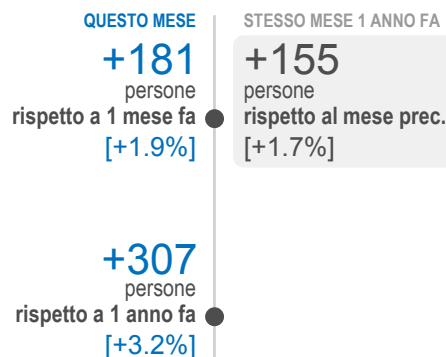 QUESTO MESE
+181
persone
rispetto a 1 mese fa
[+1.9%]
+307
persone
rispetto a 1 anno fa
[+3.2%]
STESSO MESE 1 ANNO FA
+155
persone
rispetto al mese prec.
[+1.7%]